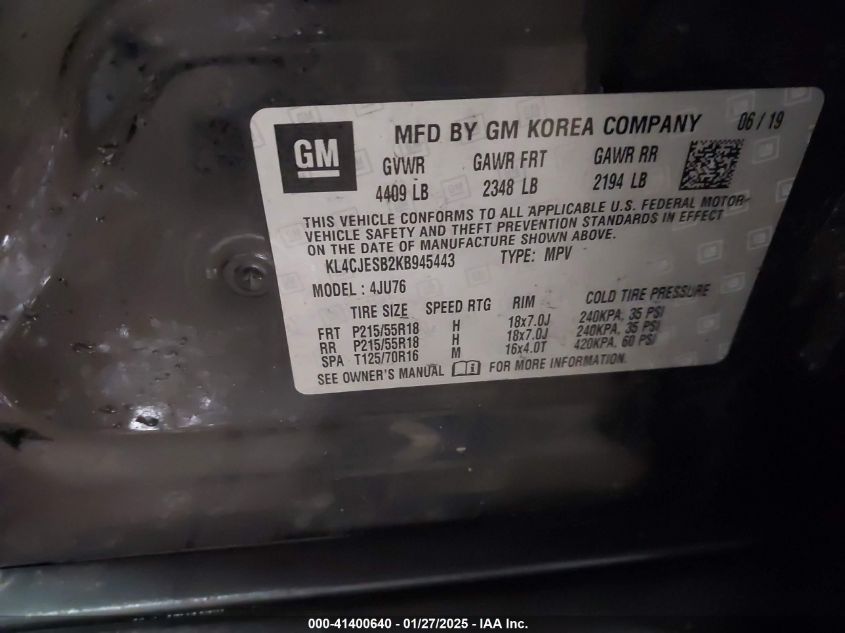 GM
MFD BY GM KOREA COMPANY 06 / 19
GVWR GAWR FRT GAWR RR
4409 LB 2348 LB 2194 LB
THIS VEHICLE CONFORMS TO ALL APPLICABLE U.S. FEDERAL MOTOR
VEHICLE SAFETY AND THEFT PREVENTION STANDARDS IN EFFECT
ON THE DATE OF MANUFACTURE SHOWN ABOVE.
KL4CJESB2KB945443 TYPE: MPV
MODEL : 4JU76
TIRE SIZE SPEED RTG RIM COLD TIRE PRESSURE
FRT P215/55R18 H 18x7.0J 240KPA, 35 PSI
RR P215/55R18 H 18x7.0J 240KPA, 35 PSI
SPA T125/70R16 M 16x4.0T 420KPA, 60 PSI
SEE OWNER'S MANUAL FOR MORE INFORMATION
000-41400640 - 01/27/2025 - IAA Inc.